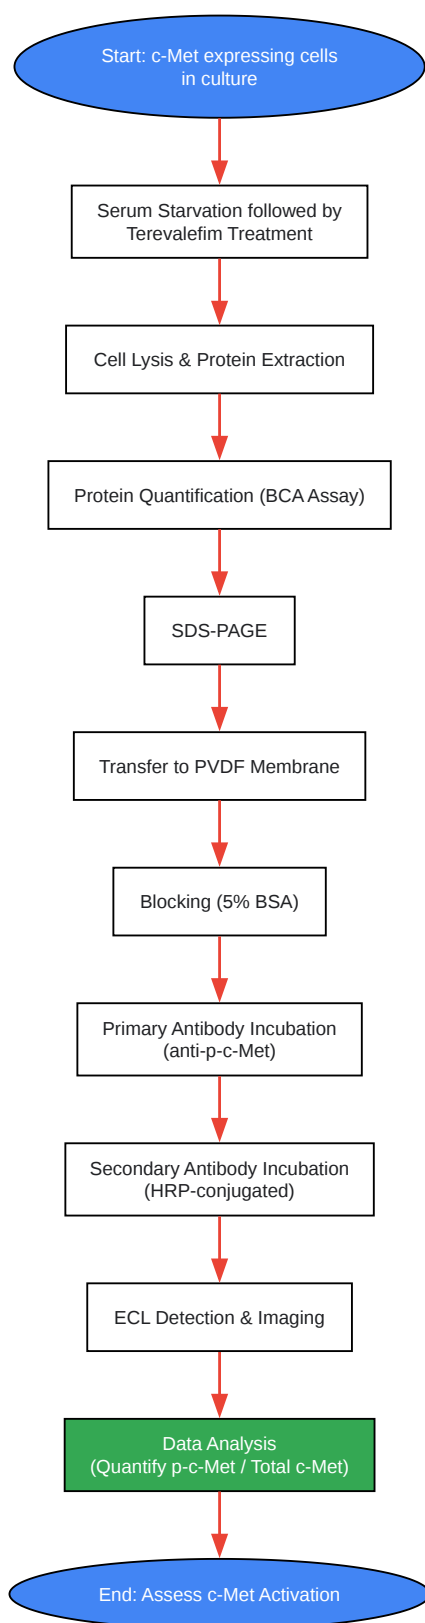 Start: c-Met expressing cells
in culture
Serum Starvation followed by
Terevalefim Treatment
Cell Lysis & Protein Extraction
Protein Quantification (BCA Assay)
SDS-PAGE
Transfer to PVDF Membrane
Blocking (5% BSA)
Primary Antibody Incubation
(anti-p-c-Met)
Secondary Antibody Incubation
(HRP-conjugated)
ECL Detection & Imaging
Data Analysis
(Quantify p-c-Met / Total c-Met)
End: Assess c-Met Activation